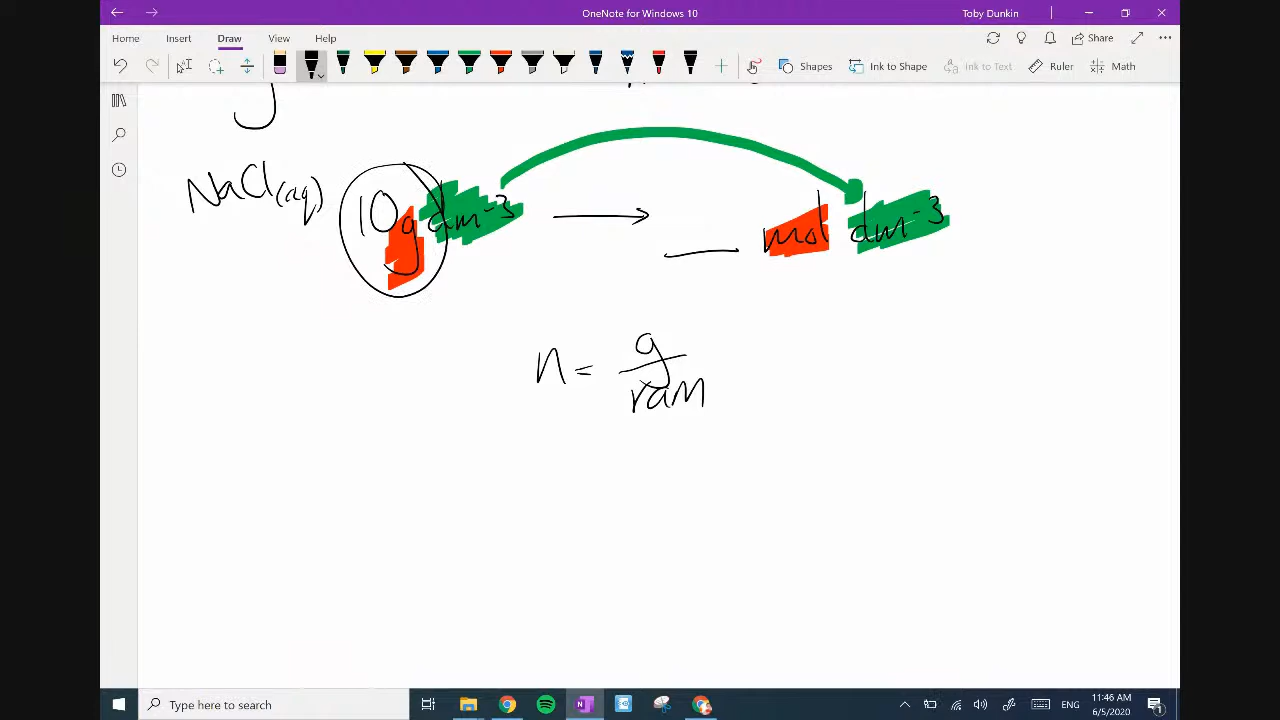 OneNote for Windows 10
Toby Dunkin
Home Insert Draw View Help
Share
Shapes Ink to Shape Ink to Text Ruler Math
NaCl(aq) 10g dm⁻³ → __ mol dm⁻³
n = g
ram
Type here to search
ENG
11:46 AM
6/5/2020
1